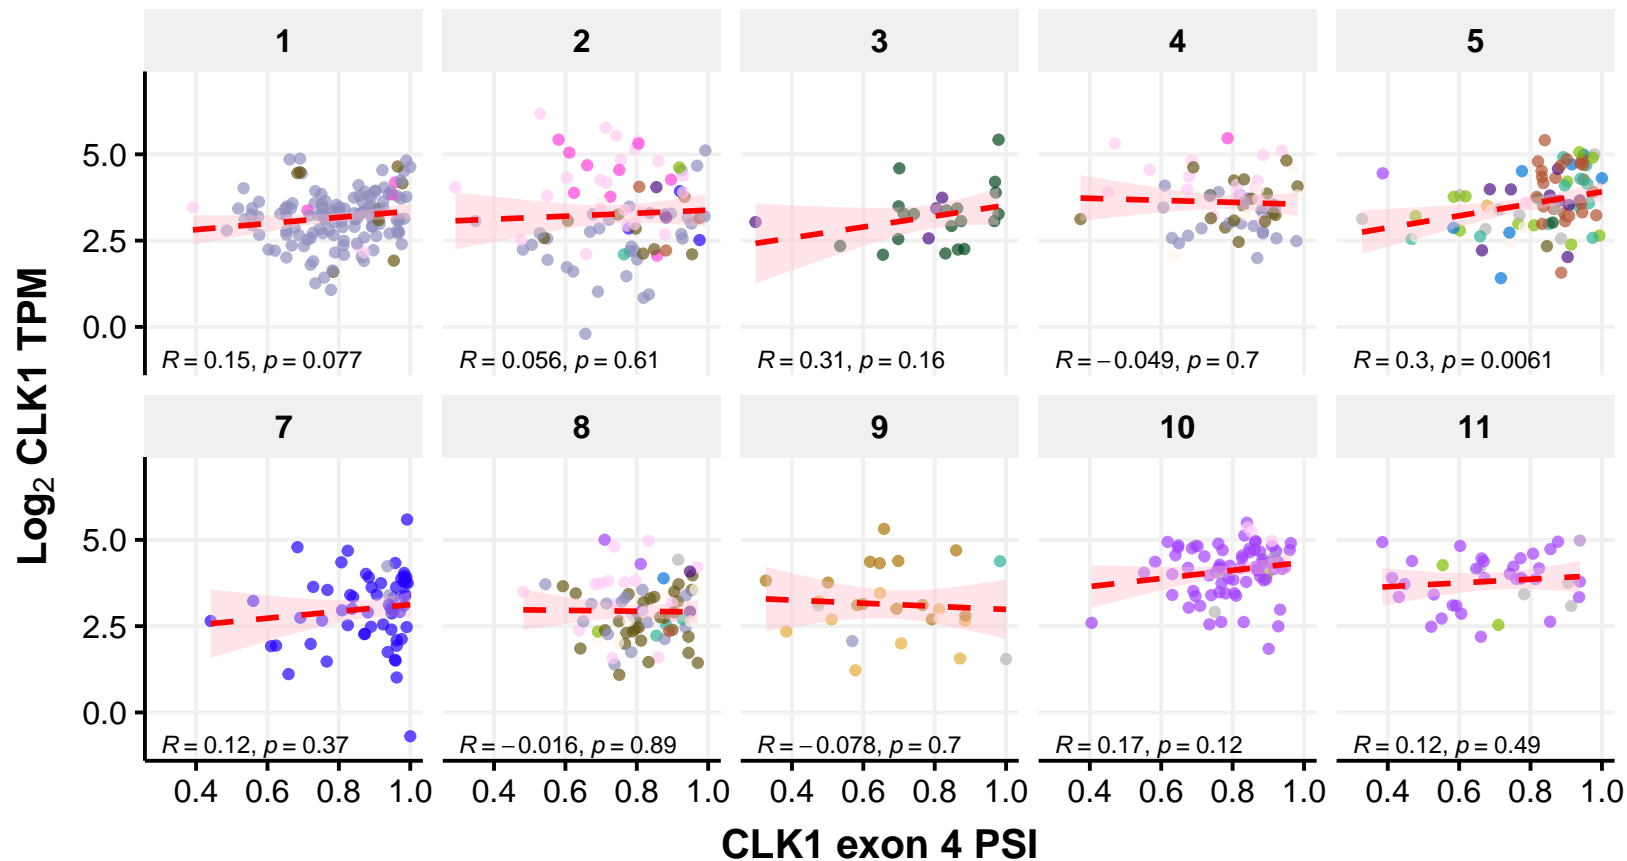 1 2 3 4 5
5.0
2.5
0.0
R = 0.15, p = 0.077
R = 0.056, p = 0.61
R = 0.31, p = 0.16
R = −0.049, p = 0.7
R = 0.3, p = 0.0061
7 8 9 10 11
5.0
2.5
0.0
R = 0.12, p = 0.37
R = −0.016, p = 0.89
R = −0.078, p = 0.7
R = 0.17, p = 0.12
R = 0.12, p = 0.49
0.4 0.6 0.8 1.0 0.4 0.6 0.8 1.0 0.4 0.6 0.8 1.0 0.4 0.6 0.8 1.0 0.4 0.6 0.8 1.0
CLK1 exon 4 PSI
Log₂ CLK1 TPM